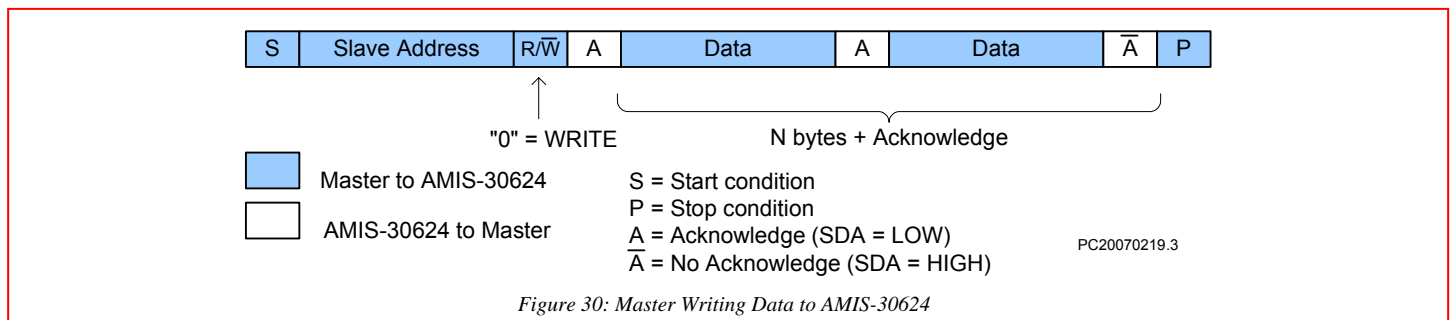 S Slave Address R/W̅ A Data A Data A̅ P
"0" = WRITE N bytes + Acknowledge
Master to AMIS-30624 S = Start condition
P = Stop condition
AMIS-30624 to Master A = Acknowledge (SDA = LOW)
A̅ = No Acknowledge (SDA = HIGH)
PC20070219.3
Figure 30: Master Writing Data to AMIS-30624